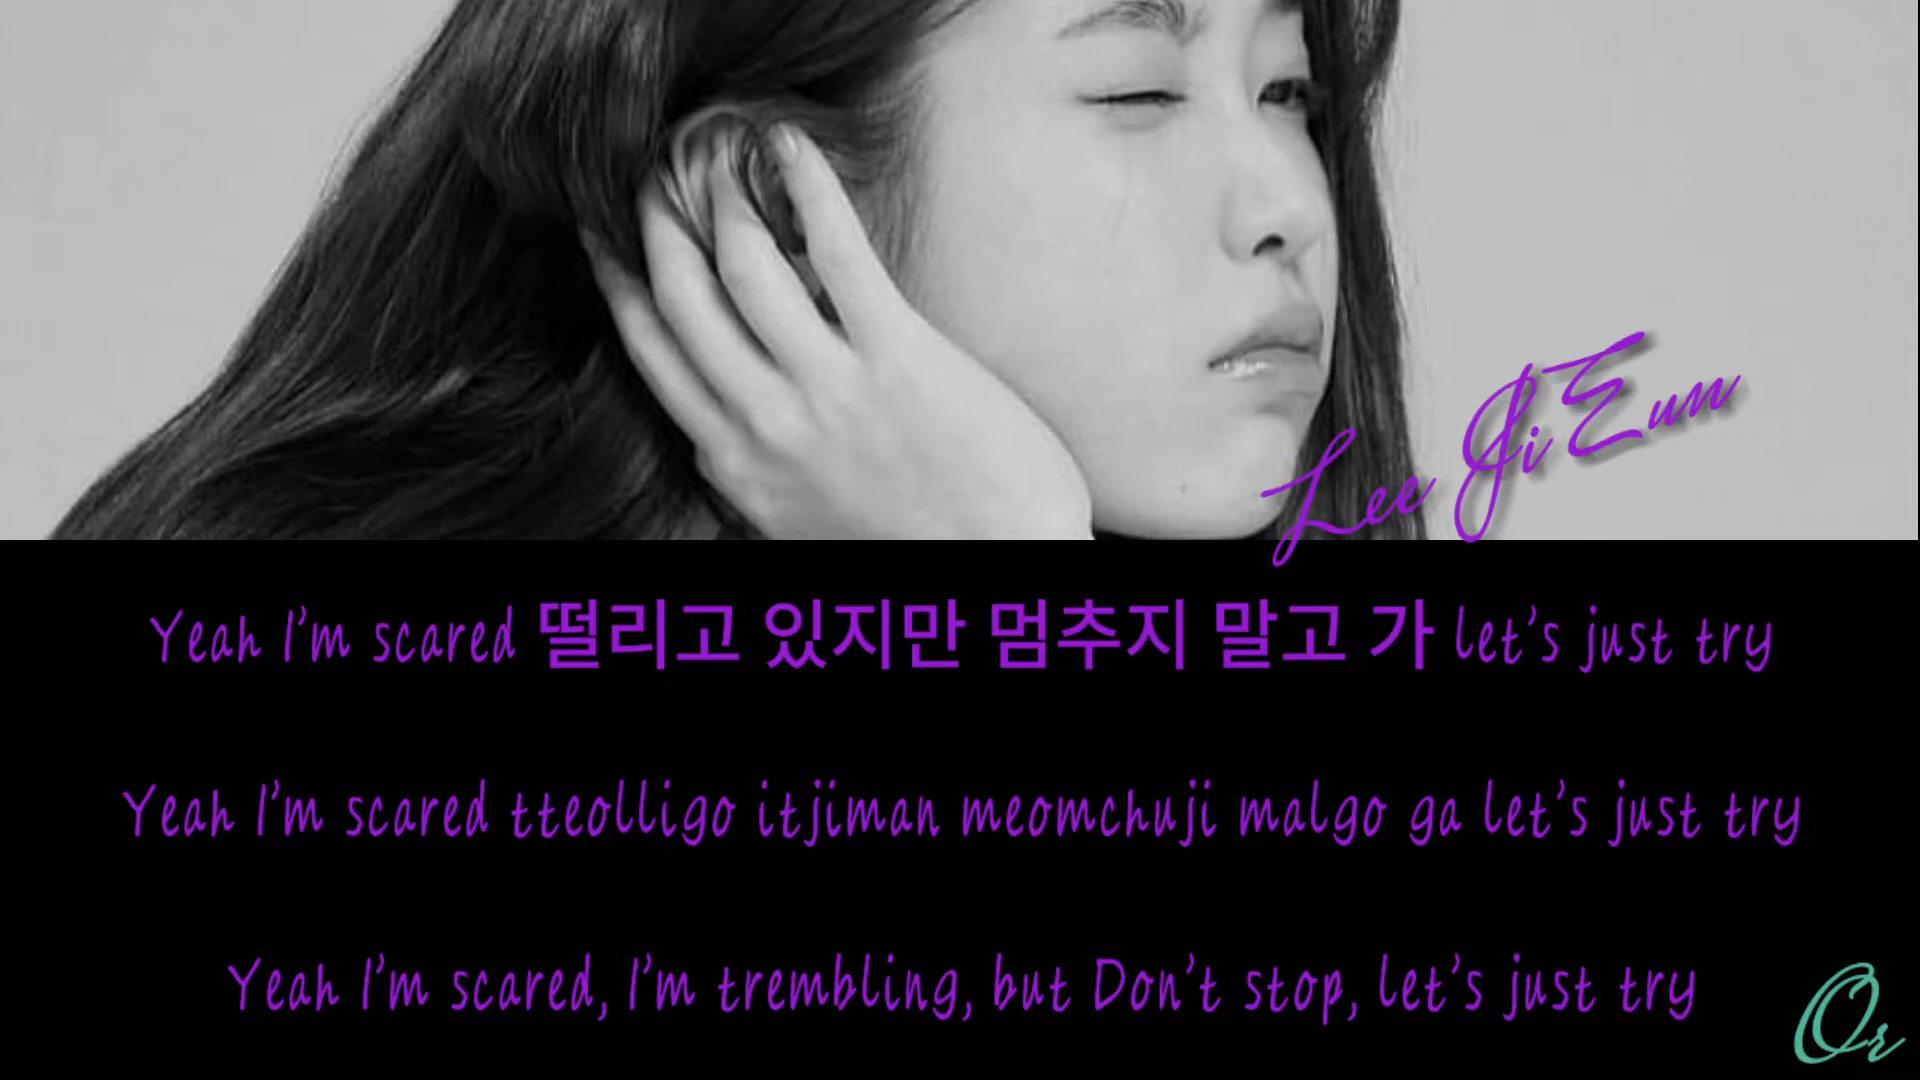 Lee Ji Eun
Yeah I'm scared 떨리고 있지만 멈추지 말고 가 let's just try
Yeah I'm scared tteolligo itjiman meomchuji malgo ga let's just try
Yeah I'm scared, I'm trembling, but Don't stop, let's just try
Or